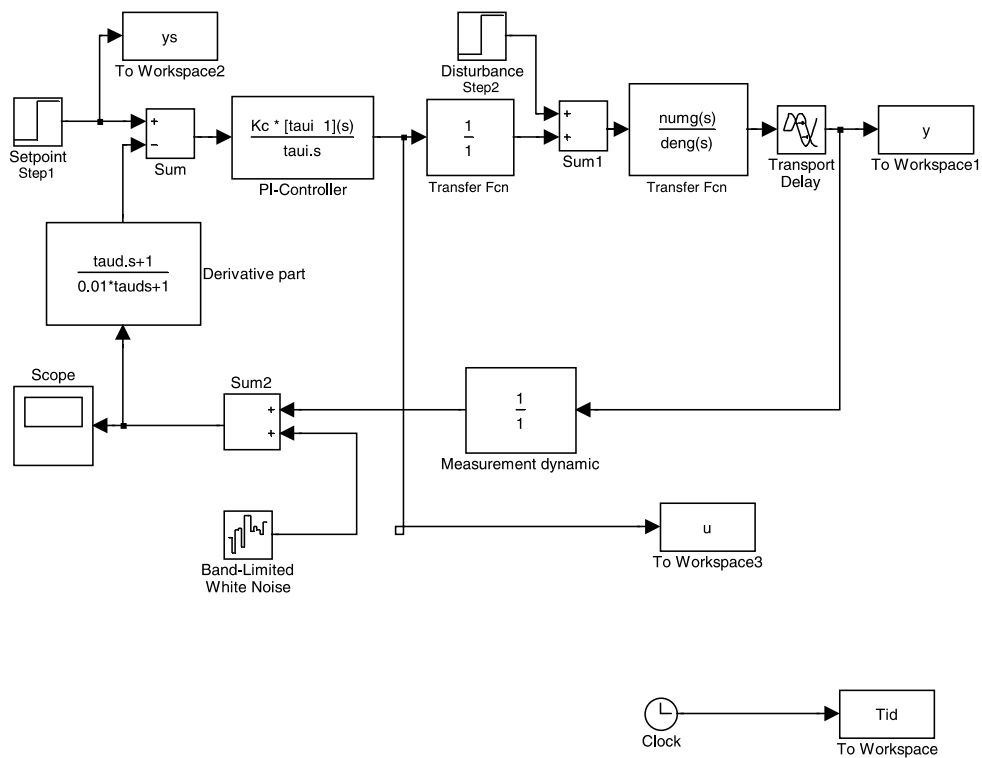 ys
To Workspace2
Setpoint
Step1
+
−
Sum
Kc * [taui 1](s)
taui.s
PI-Controller
Disturbance
Step2
1
1
Transfer Fcn
+
+
Sum1
numg(s)
deng(s)
Transfer Fcn
Transport
Delay
y
To Workspace1
taud.s+1
0.01*tauds+1
Derivative part
Scope
Sum2
+
+
1
1
Measurement dynamic
Band-Limited
White Noise
u
To Workspace3
Clock
Tid
To Workspace